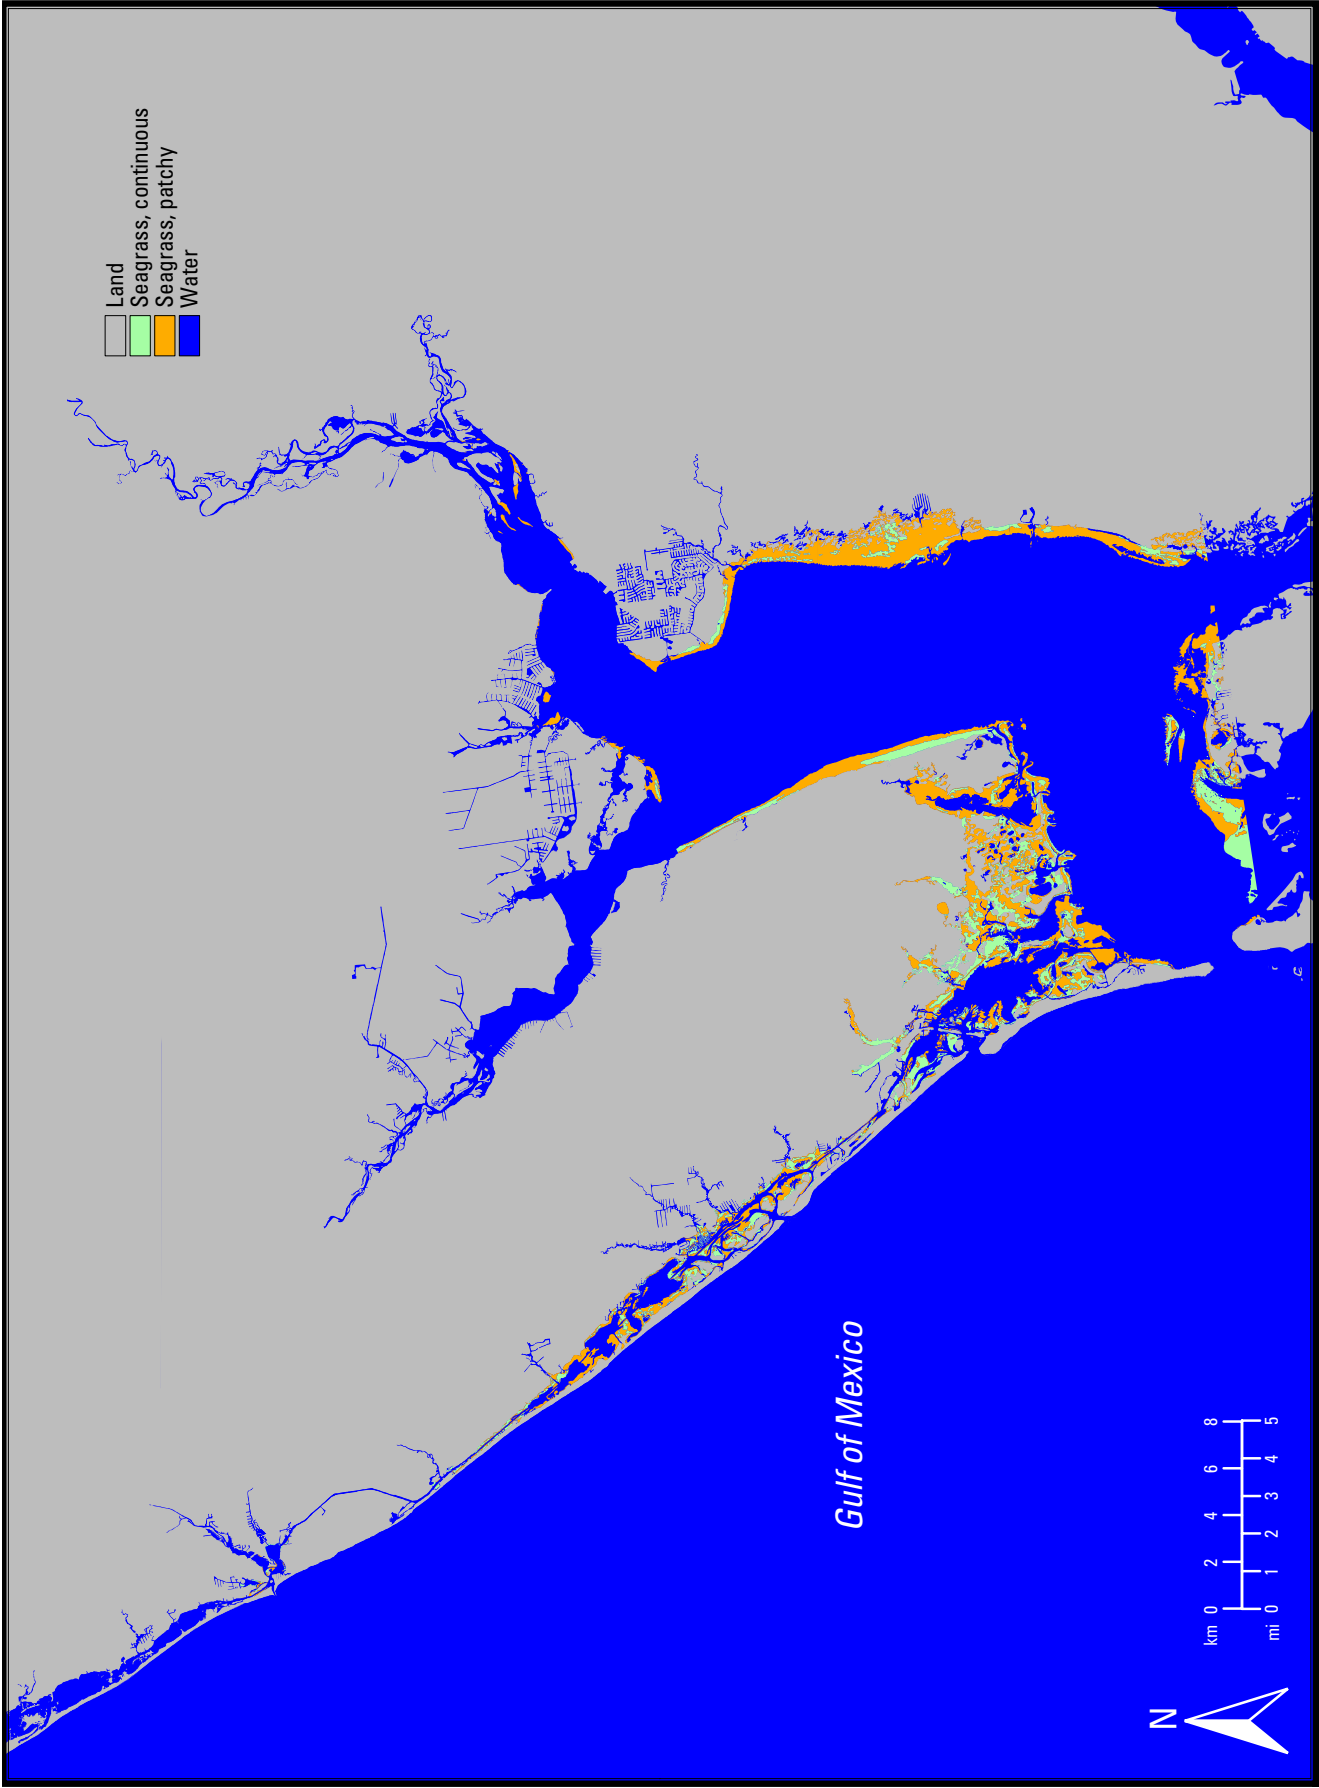 Land
Seagrass, continuous
Seagrass, patchy
Water
Gulf of Mexico
N
km 0 2 4 6 8
mi 0 1 2 3 4 5